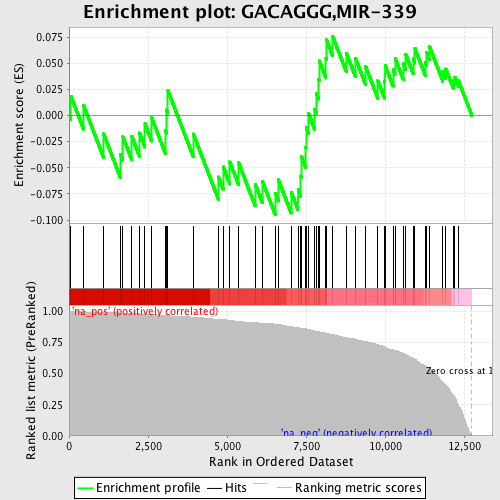 Enrichment plot: GACAGGG,MIR-339
Enrichment score (ES)
0.075
0.050
0.025
0.000
-0.025
-0.050
-0.075
-0.100
'na_pos' (positively correlated)
Ranked list metric (PreRanked)
1.00
0.75
0.50
0.25
0.00
Zero cross at 1
'na_neg' (negatively correlated)
0
2,500
5,000
7,500
10,000
12,500
Rank in Ordered Dataset
Enrichment profile
Hits
Ranking metric scores